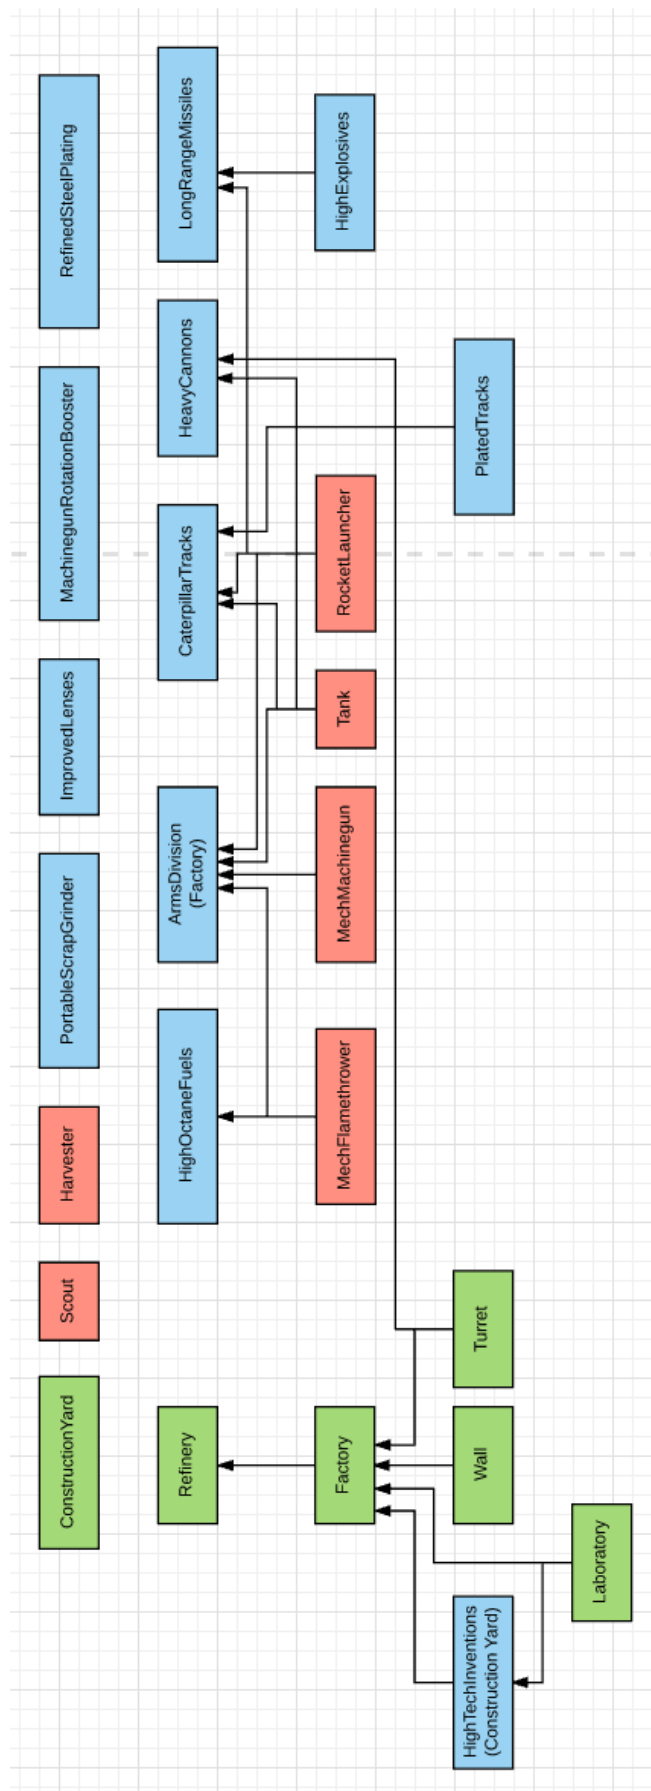 ConstructionYard
Scout
Harvester
PortableScrapGrinder
ImprovedLenses
MachinegunRotationBooster
RefinedSteelPlating
Refinery
HighOctaneFuels
ArmsDivision
(Factory)
CaterpillarTracks
HeavyCannons
LongRangeMissiles
Factory
MechFlamethrower
MechMachinegun
Tank
RocketLauncher
HighExplosives
HighTechInventions
(Construction Yard)
Wall
Turret
PlatedTracks
Laboratory